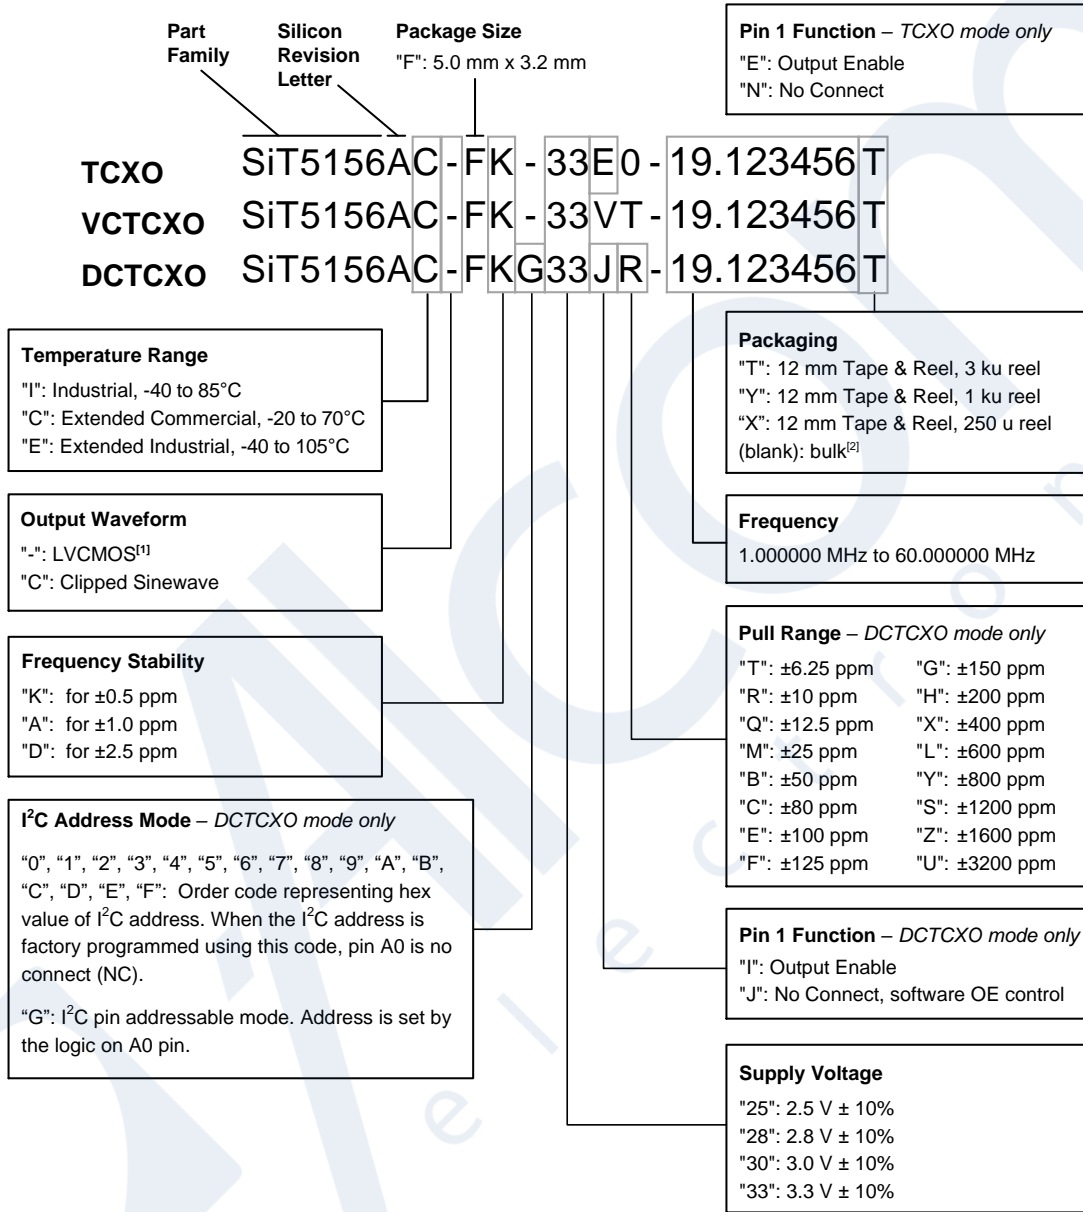 Part Family
Silicon Revision Letter
Package Size
"F": 5.0 mm x 3.2 mm
Pin 1 Function – TCXO mode only
"E": Output Enable
"N": No Connect
TCXO SiT5156AC-FK-33E0-19.123456T
VCTCXO SiT5156AC-FK-33VT-19.123456T
DCTCXO SiT5156AC-FKG33JR-19.123456T
Temperature Range
"I": Industrial, -40 to 85°C
"C": Extended Commercial, -20 to 70°C
"E": Extended Industrial, -40 to 105°C
Output Waveform
"-": LVCMOS[1]
"C": Clipped Sinewave
Frequency Stability
"K": for ±0.5 ppm
"A": for ±1.0 ppm
"D": for ±2.5 ppm
I²C Address Mode – DCTCXO mode only
“0”, “1”, “2”, “3”, “4”, “5”, “6”, “7”, “8”, “9”, “A”, “B”,
“C”, “D”, “E”, “F”: Order code representing hex
value of I²C address. When the I²C address is
factory programmed using this code, pin A0 is no
connect (NC).
“G”: I²C pin addressable mode. Address is set by
the logic on A0 pin.
Packaging
"T": 12 mm Tape & Reel, 3 ku reel
"Y": 12 mm Tape & Reel, 1 ku reel
“X”: 12 mm Tape & Reel, 250 u reel
(blank): bulk[2]
Frequency
1.000000 MHz to 60.000000 MHz
Pull Range – DCTCXO mode only
"T": ±6.25 ppm "G": ±150 ppm
"R": ±10 ppm "H": ±200 ppm
"Q": ±12.5 ppm "X": ±400 ppm
"M": ±25 ppm "L": ±600 ppm
"B": ±50 ppm "Y": ±800 ppm
"C": ±80 ppm "S": ±1200 ppm
"E": ±100 ppm "Z": ±1600 ppm
"F": ±125 ppm "U": ±3200 ppm
Pin 1 Function – DCTCXO mode only
"I": Output Enable
"J": No Connect, software OE control
Supply Voltage
"25": 2.5 V ± 10%
"28": 2.8 V ± 10%
"30": 3.0 V ± 10%
"33": 3.3 V ± 10%
Alcom
electron